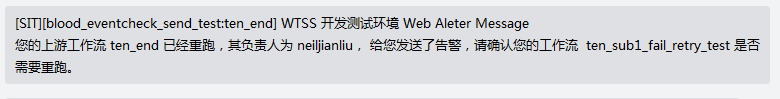 [SIT][blood_eventcheck_send_test:ten_end] WTSS 开发测试环境 Web Aleter Message
您的上游工作流 ten_end 已经重跑，其负责人为 neiljianliu， 给您发送了告警，请确认您的工作流  ten_sub1_fail_retry_test 是否
需要重跑。